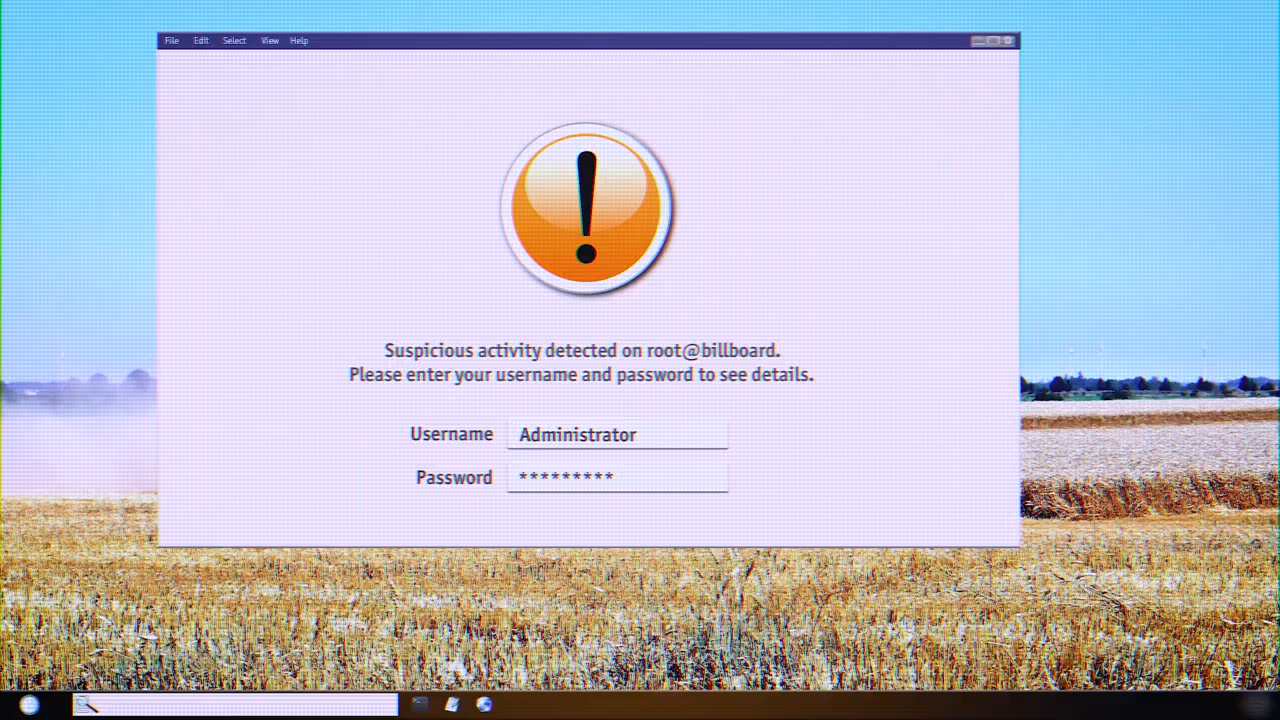 File Edit Select View Help
Suspicious activity detected on root@billboard.
Please enter your username and password to see details.
Username Administrator
Password *********